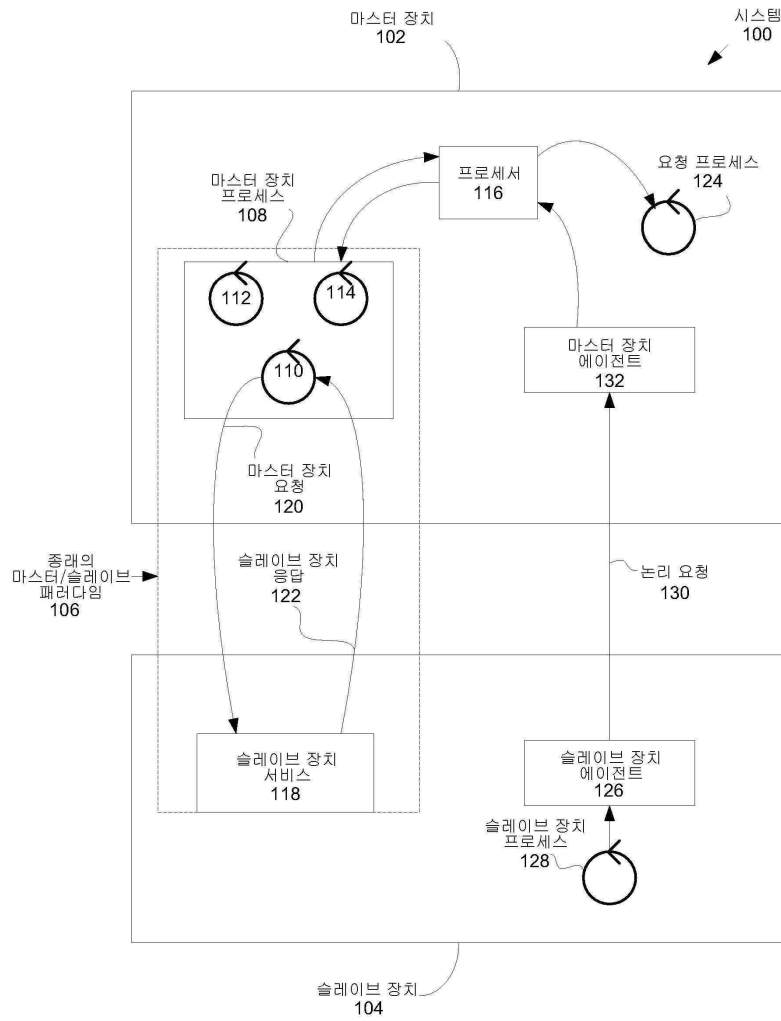 마스터 장치
102
시스템
100
마스터 장치
프로세스
108
프로세서
116
요청 프로세스
124
112
114
110
마스터 장치
에이전트
132
마스터 장치
요청
120
종래의
마스터/슬레이브
패러다임
106
슬레이브 장치
응답
122
논리 요청
130
슬레이브 장치
서비스
118
슬레이브 장치
에이전트
126
슬레이브 장치
프로세스
128
슬레이브 장치
104